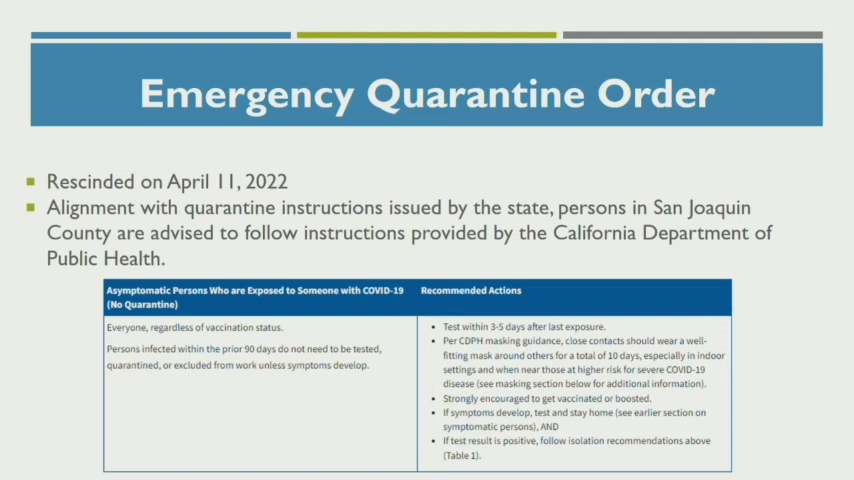 Emergency Quarantine Order
Rescinded on April 11, 2022
Alignment with quarantine instructions issued by the state, persons in San Joaquin
County are advised to follow instructions provided by the California Department of
Public Health.
Asymptomatic Persons Who are Exposed to Someone with COVID-19
(No Quarantine)
Recommended Actions
Everyone, regardless of vaccination status.
Persons infected within the prior 90 days do not need to be tested,
quarantined, or excluded from work unless symptoms develop.
Test within 3-5 days after last exposure.
Per CDPH masking guidance, close contacts should wear a well-
fitting mask around others for a total of 10 days, especially in indoor
settings and when near those at higher risk for severe COVID-19
disease (see masking section below for additional information).
Strongly encouraged to get vaccinated or boosted.
If symptoms develop, test and stay home (see earlier section on
symptomatic persons), AND
If test result is positive, follow isolation recommendations above
(Table 1).